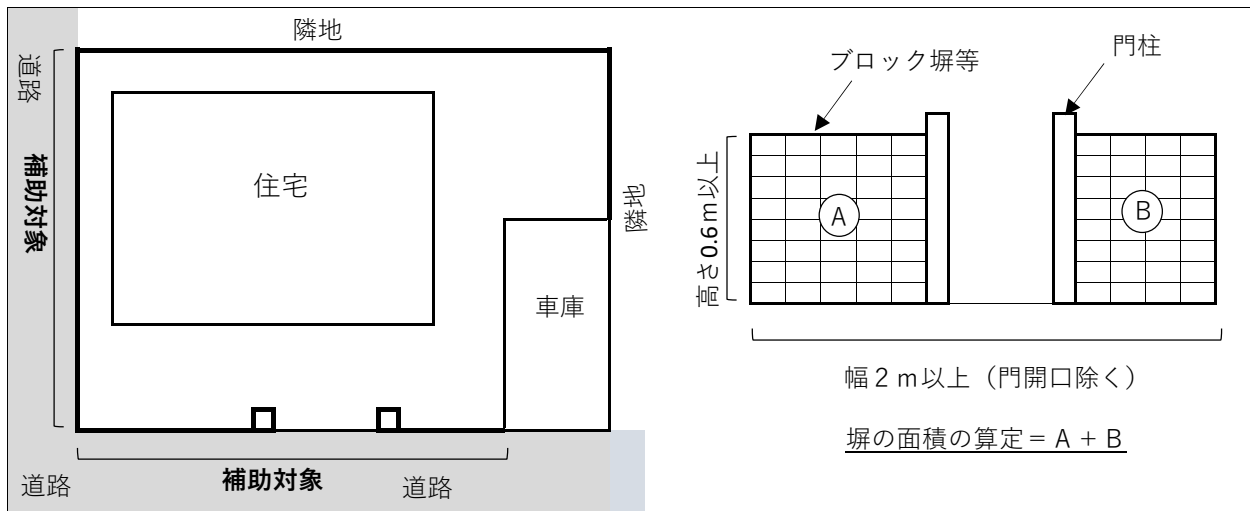 隣地
道路
補助対象
住宅
隣地
車庫
道路
補助対象
道路
ブロック塀等
門柱
高さ0.6m以上
A
B
幅2m以上（門開口除く）
塀の面積の算定=A+B